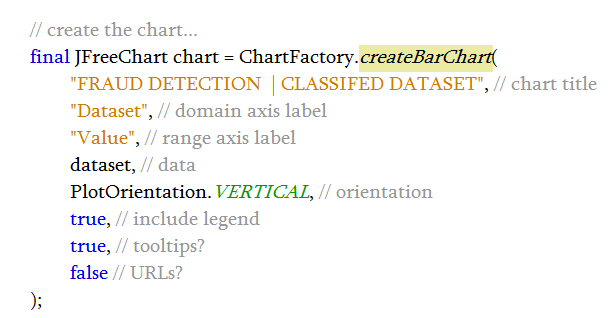 // create the chart...
final JFreeChart chart = ChartFactory.createBarChart(
"FRAUD DETECTION | CLASSIFED DATASET", // chart title
"Dataset", // domain axis label
"Value", // range axis label
dataset, // data
PlotOrientation.VERTICAL, // orientation
true, // include legend
true, // tooltips?
false // URLs?
);